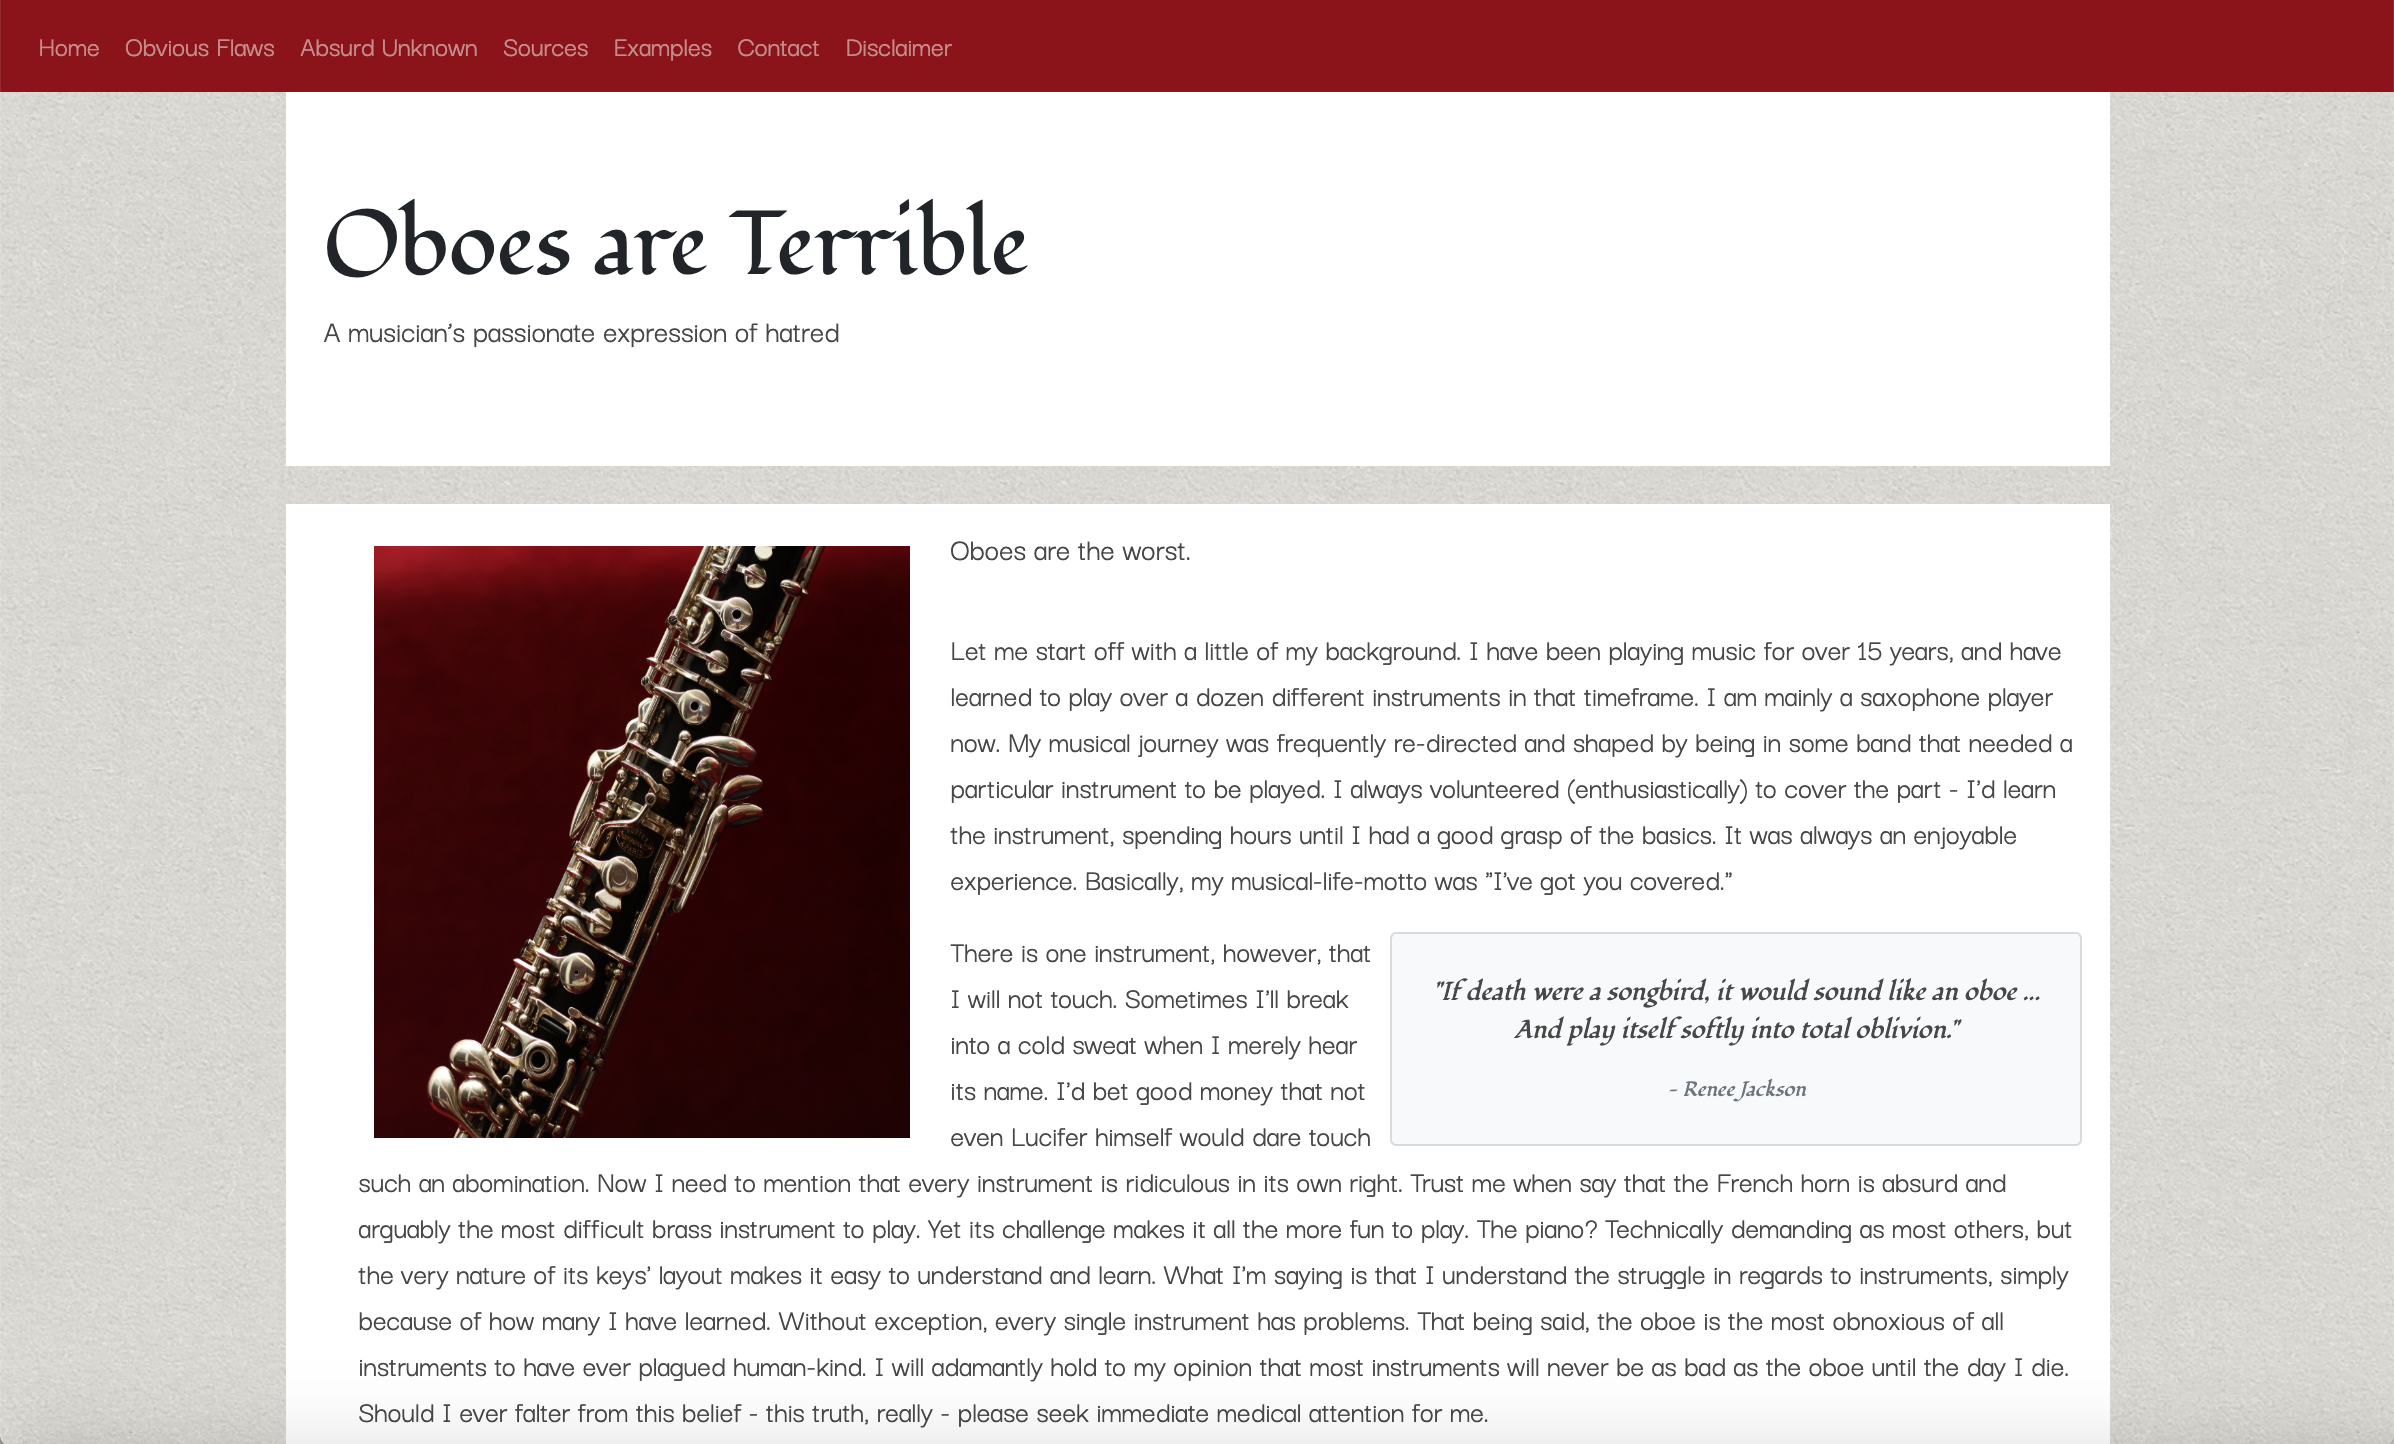 Home Obvious Flaws Absurd Unknown Sources Examples Contact Disclaimer
Oboes are Terrible
A musician's passionate expression of hatred
Oboes are the worst.
Let me start off with a little of my background. I have been playing music for over 15 years, and have
learned to play over a dozen different instruments in that timeframe. I am mainly a saxophone player
now. My musical journey was frequently re-directed and shaped by being in some band that needed a
particular instrument to be played. I always volunteered (enthusiastically) to cover the part - I'd learn
the instrument, spending hours until I had a good grasp of the basics. It was always an enjoyable
experience. Basically, my musical-life-motto was "I've got you covered."
There is one instrument, however, that
I will not touch. Sometimes I'll break
into a cold sweat when I merely hear
its name. I'd bet good money that not
even Lucifer himself would dare touch
such an abomination. Now I need to mention that every instrument is ridiculous in its own right. Trust me when say that the French horn is absurd and
arguably the most difficult brass instrument to play. Yet its challenge makes it all the more fun to play. The piano? Technically demanding as most others, but
the very nature of its keys' layout makes it easy to understand and learn. What I'm saying is that I understand the struggle in regards to instruments, simply
because of how many I have learned. Without exception, every single instrument has problems. That being said, the oboe is the most obnoxious of all
instruments to have ever plagued human-kind. I will adamantly hold to my opinion that most instruments will never be as bad as the oboe until the day I die.
Should I ever falter from this belief - this truth, really - please seek immediate medical attention for me.
"If death were a songbird, it would sound like an oboe ...
And play itself softly into total oblivion."
- Renee Jackson